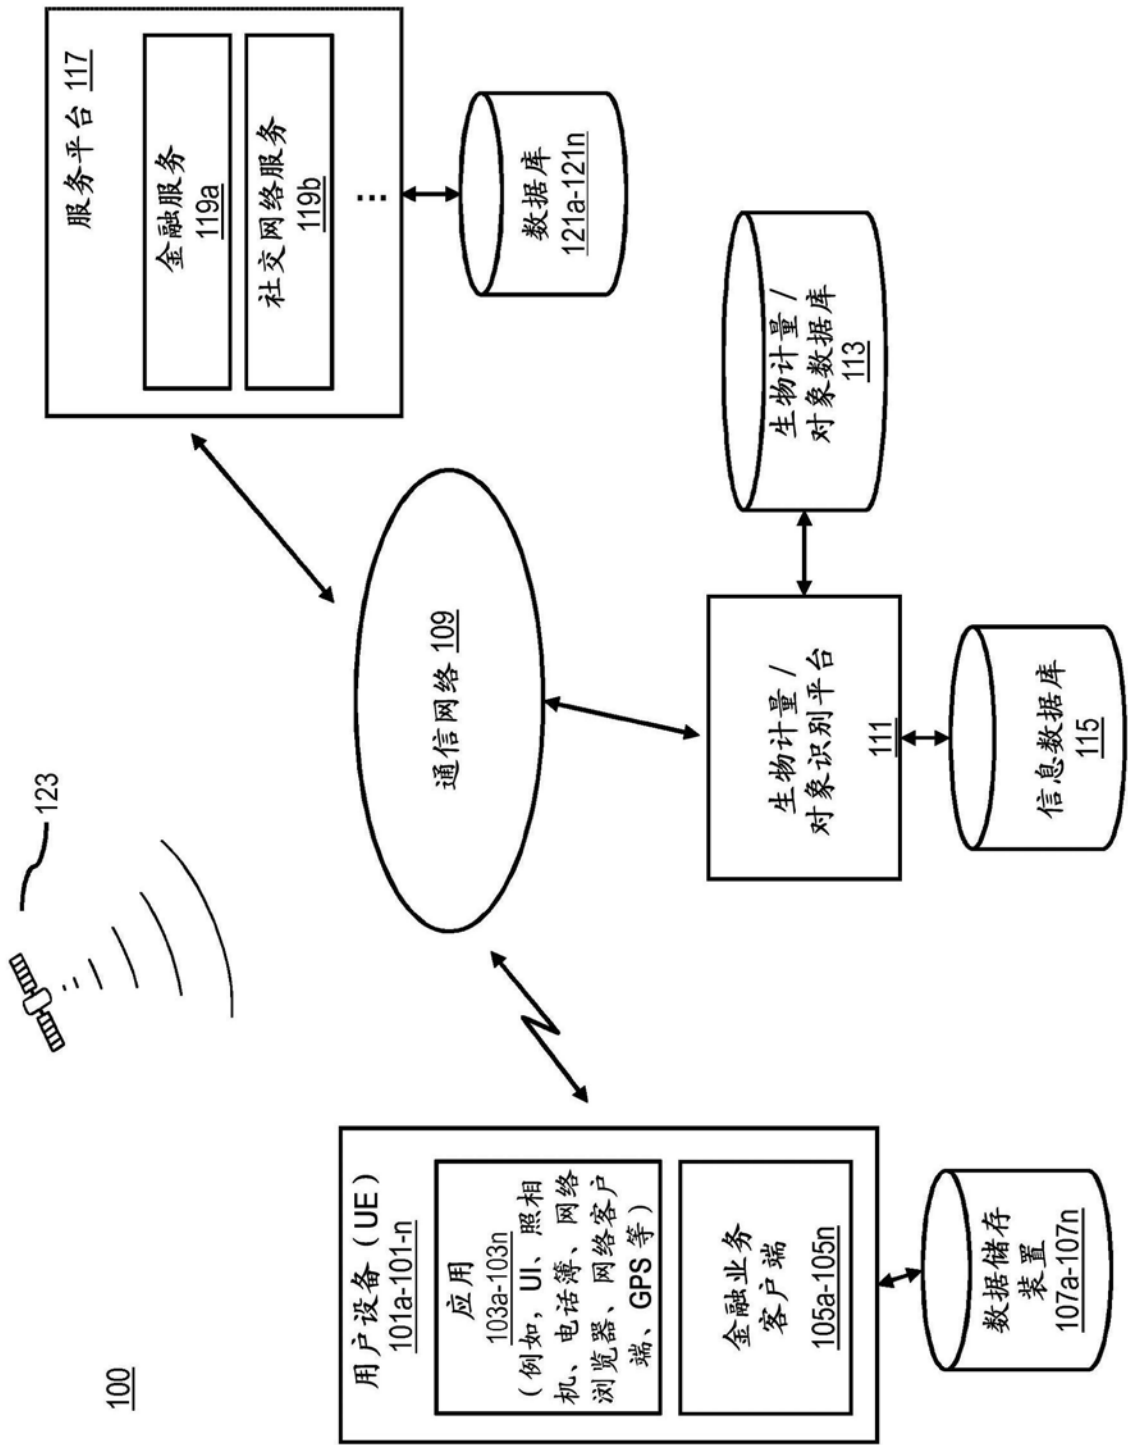 100
用户设备（UE）
101a-101-n
应用
103a-103n
（例如，UI、照相
机、电话簿、网络
浏览器、网络客户
端、GPS 等）
金融业务
客户端
105a-105n
数据储存
装置
107a-107n
123
通信网络 109
生物计量 /
对象识别平台
111
信息数据库
115
生物计量 /
对象数据库
113
服务平台 117
金融服务
119a
社交网络服务
119b
...
数据库
121a-121n